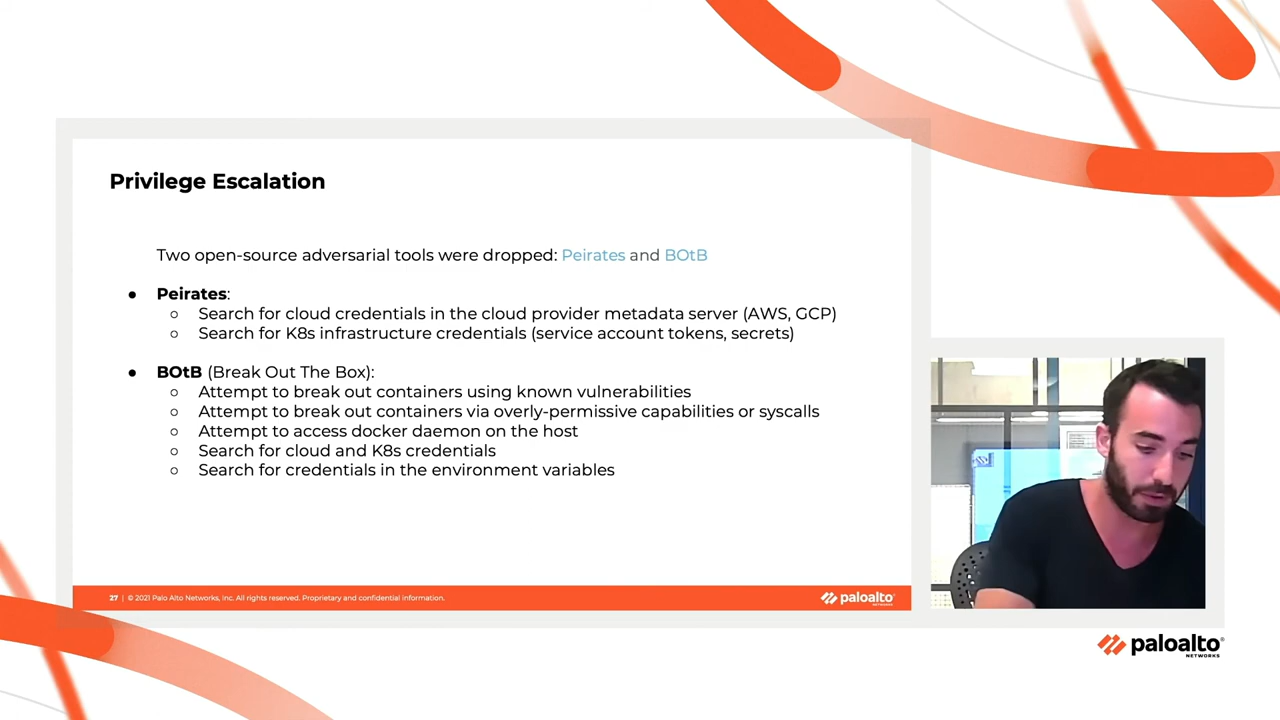 Privilege Escalation
Two open-source adversarial tools were dropped: Peirates and BOtB
● Peirates:
○ Search for cloud credentials in the cloud provider metadata server (AWS, GCP)
○ Search for K8s infrastructure credentials (service account tokens, secrets)
● BOtB (Break Out The Box):
○ Attempt to break out containers using known vulnerabilities
○ Attempt to break out containers via overly-permissive capabilities or syscalls
○ Attempt to access docker daemon on the host
○ Search for cloud and K8s credentials
○ Search for credentials in the environment variables
27 | © 2021 Palo Alto Networks, Inc. All rights reserved. Proprietary and confidential information.
paloalto
NETWORKS
paloalto®
NETWORKS